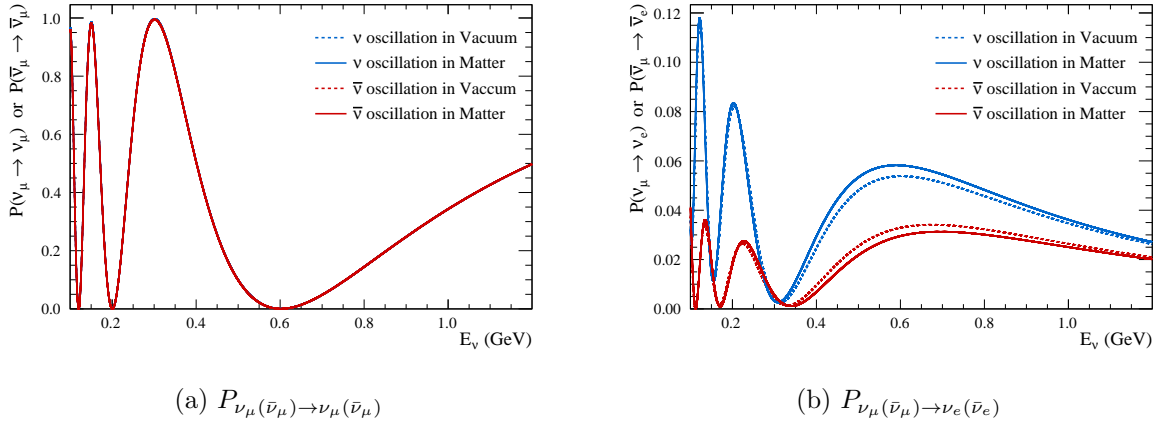 P(ν_μ → ν_μ) or P(ν̅_μ → ν̅_μ)
1.0
0.8
0.6
0.4
0.2
0.0
ν oscillation in Vacuum
ν oscillation in Matter
ν̅ oscillation in Vaccum
ν̅ oscillation in Matter
0.2 0.4 0.6 0.8 1.0
E_ν (GeV)
(a) P_{ν_μ(ν̄_μ)→ν_μ(ν̄_μ)}
P(ν_μ → ν_e) or P(ν̅_μ → ν̅_e)
0.12
0.10
0.08
0.06
0.04
0.02
0.00
ν oscillation in Vacuum
ν oscillation in Matter
ν̅ oscillation in Vaccum
ν̅ oscillation in Matter
0.2 0.4 0.6 0.8 1.0
E_ν (GeV)
(b) P_{ν_μ(ν̄_μ)→ν_e(ν̄_e)}